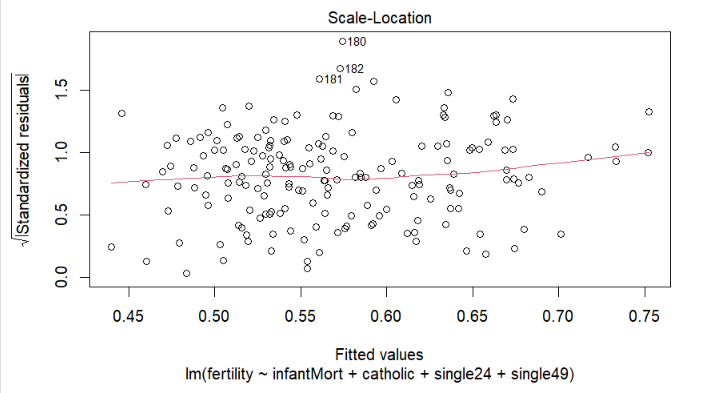 Scale-Location
√|Standardized residuals|
1.5
1.0
0.5
0.0
180
182
181
0.45 0.50 0.55 0.60 0.65 0.70 0.75
Fitted values
lm(fertility ~ infantMort + catholic + single24 + single49)